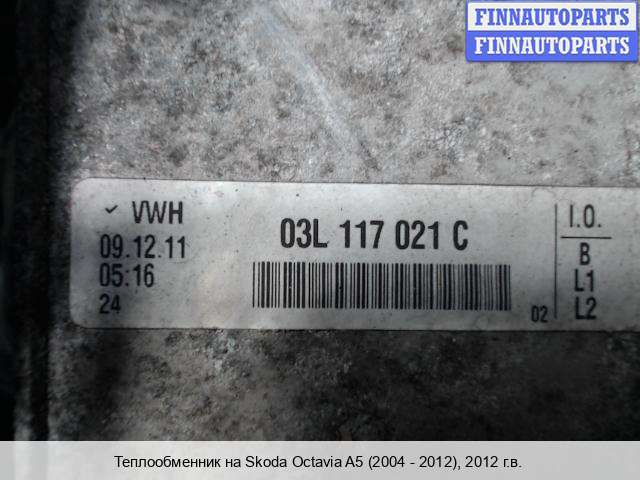 FINNAUTOPARTS
FINNAUTOPARTS
✓ VWH
09.12.11
05:16
24
03L 117 021 C
02
I.O.
B
L1
L2
Теплообменник на Skoda Octavia A5 (2004 - 2012), 2012 г.в.